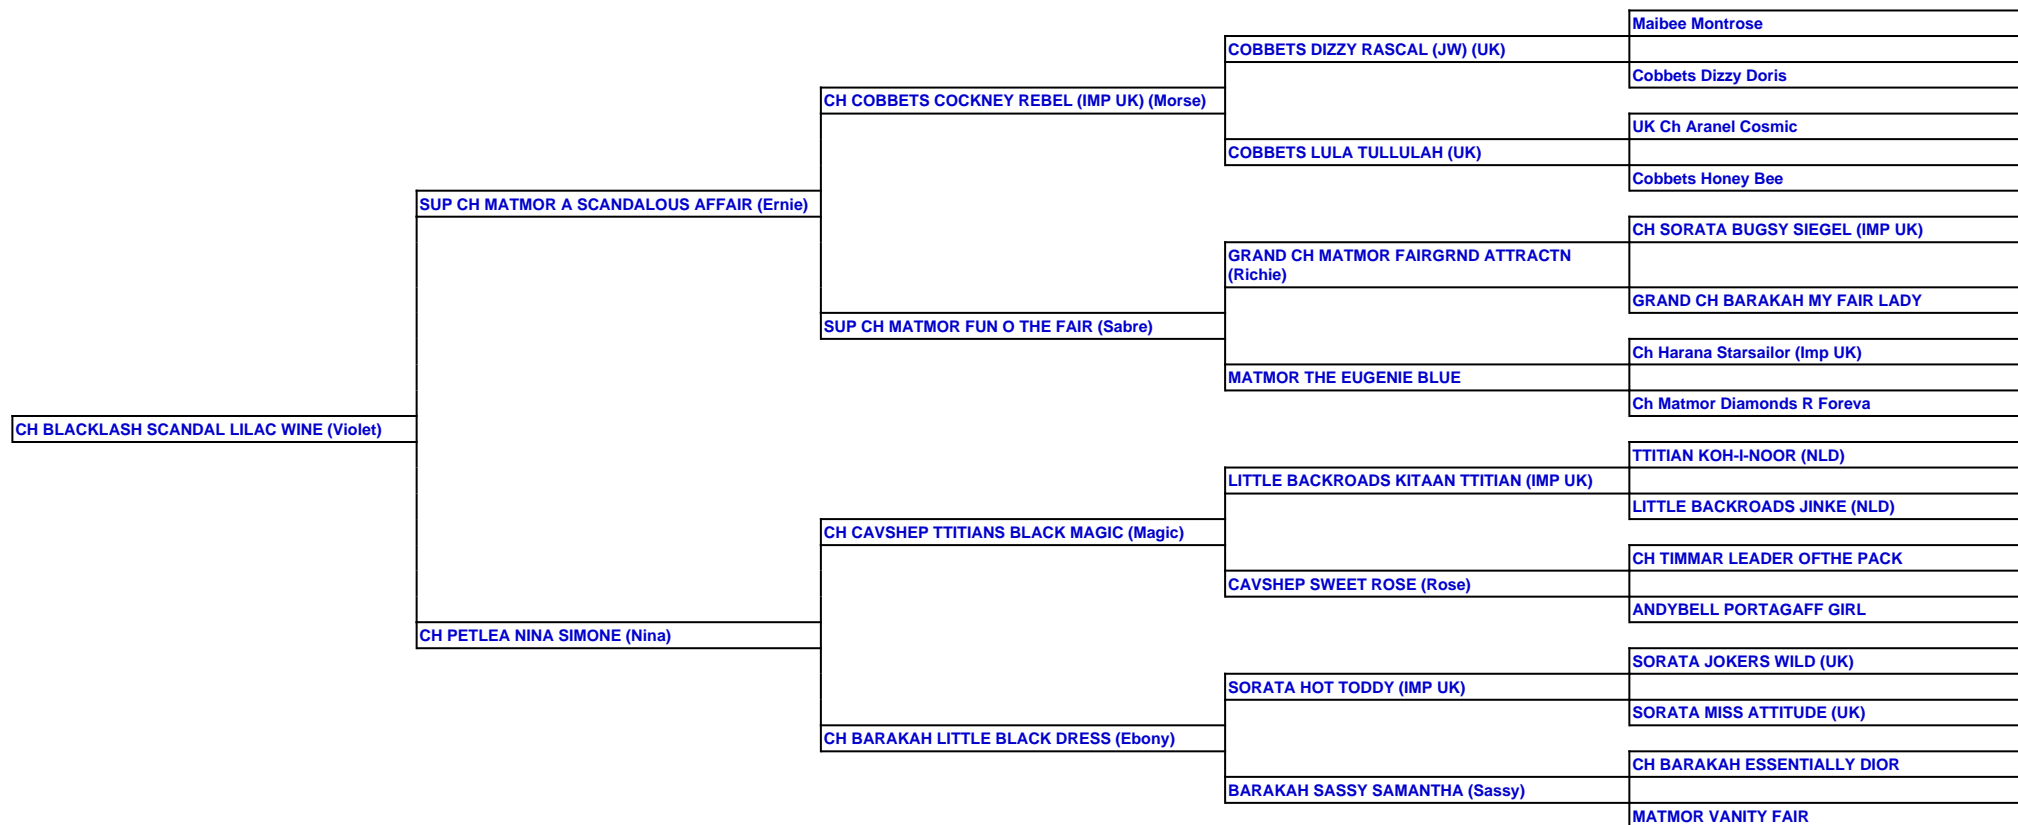 Maibee Montrose
COBBETS DIZZY RASCAL (JW) (UK)
Cobbets Dizzy Doris
CH COBBETS COCKNEY REBEL (IMP UK) (Morse)
UK Ch Aranel Cosmic
COBBETS LULA TULLULAH (UK)
Cobbets Honey Bee
SUP CH MATMOR A SCANDALOUS AFFAIR (Ernie)
CH SORATA BUGSY SIEGEL (IMP UK)
GRAND CH MATMOR FAIRGRND ATTRACTN
(Richie)
GRAND CH BARAKAH MY FAIR LADY
SUP CH MATMOR FUN O THE FAIR (Sabre)
Ch Harana Starsailor (Imp UK)
MATMOR THE EUGENIE BLUE
Ch Matmor Diamonds R Foreva
CH BLACKLASH SCANDAL LILAC WINE (Violet)
TTITIAN KOH-I-NOOR (NLD)
LITTLE BACKROADS KITAAN TTITIAN (IMP UK)
LITTLE BACKROADS JINKE (NLD)
CH CAVSHEP TTITIANS BLACK MAGIC (Magic)
CH TIMMAR LEADER OFTHE PACK
CAVSHEP SWEET ROSE (Rose)
ANDYBELL PORTAGAFF GIRL
CH PETLEA NINA SIMONE (Nina)
SORATA JOKERS WILD (UK)
SORATA HOT TODDY (IMP UK)
SORATA MISS ATTITUDE (UK)
CH BARAKAH LITTLE BLACK DRESS (Ebony)
CH BARAKAH ESSENTIALLY DIOR
BARAKAH SASSY SAMANTHA (Sassy)
MATMOR VANITY FAIR